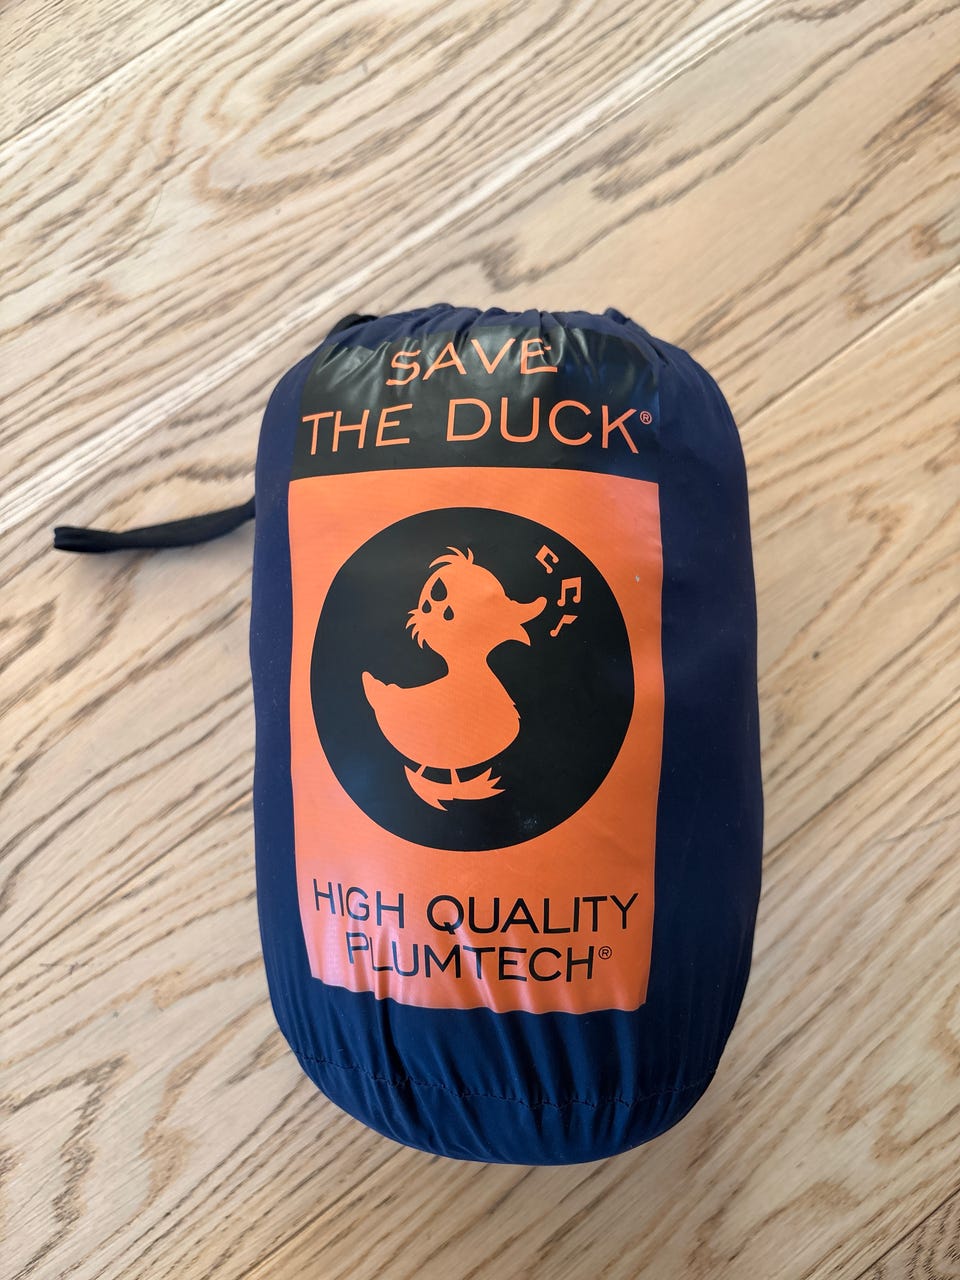 SAVE
THE DUCK®
HIGH QUALITY
PLUMTECH®